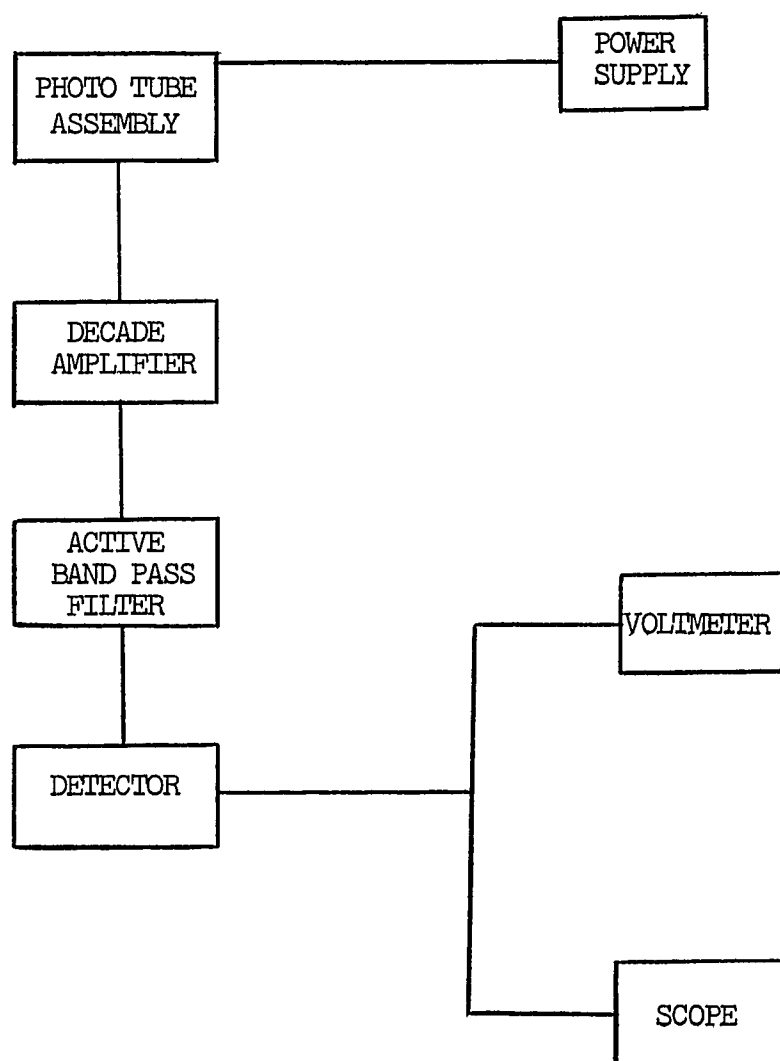 POWER
SUPPLY
PHOTO TUBE
ASSEMBLY
DECADE
AMPLIFIER
ACTIVE
BAND PASS
FILTER
VOLTMETER
DETECTOR
SCOPE